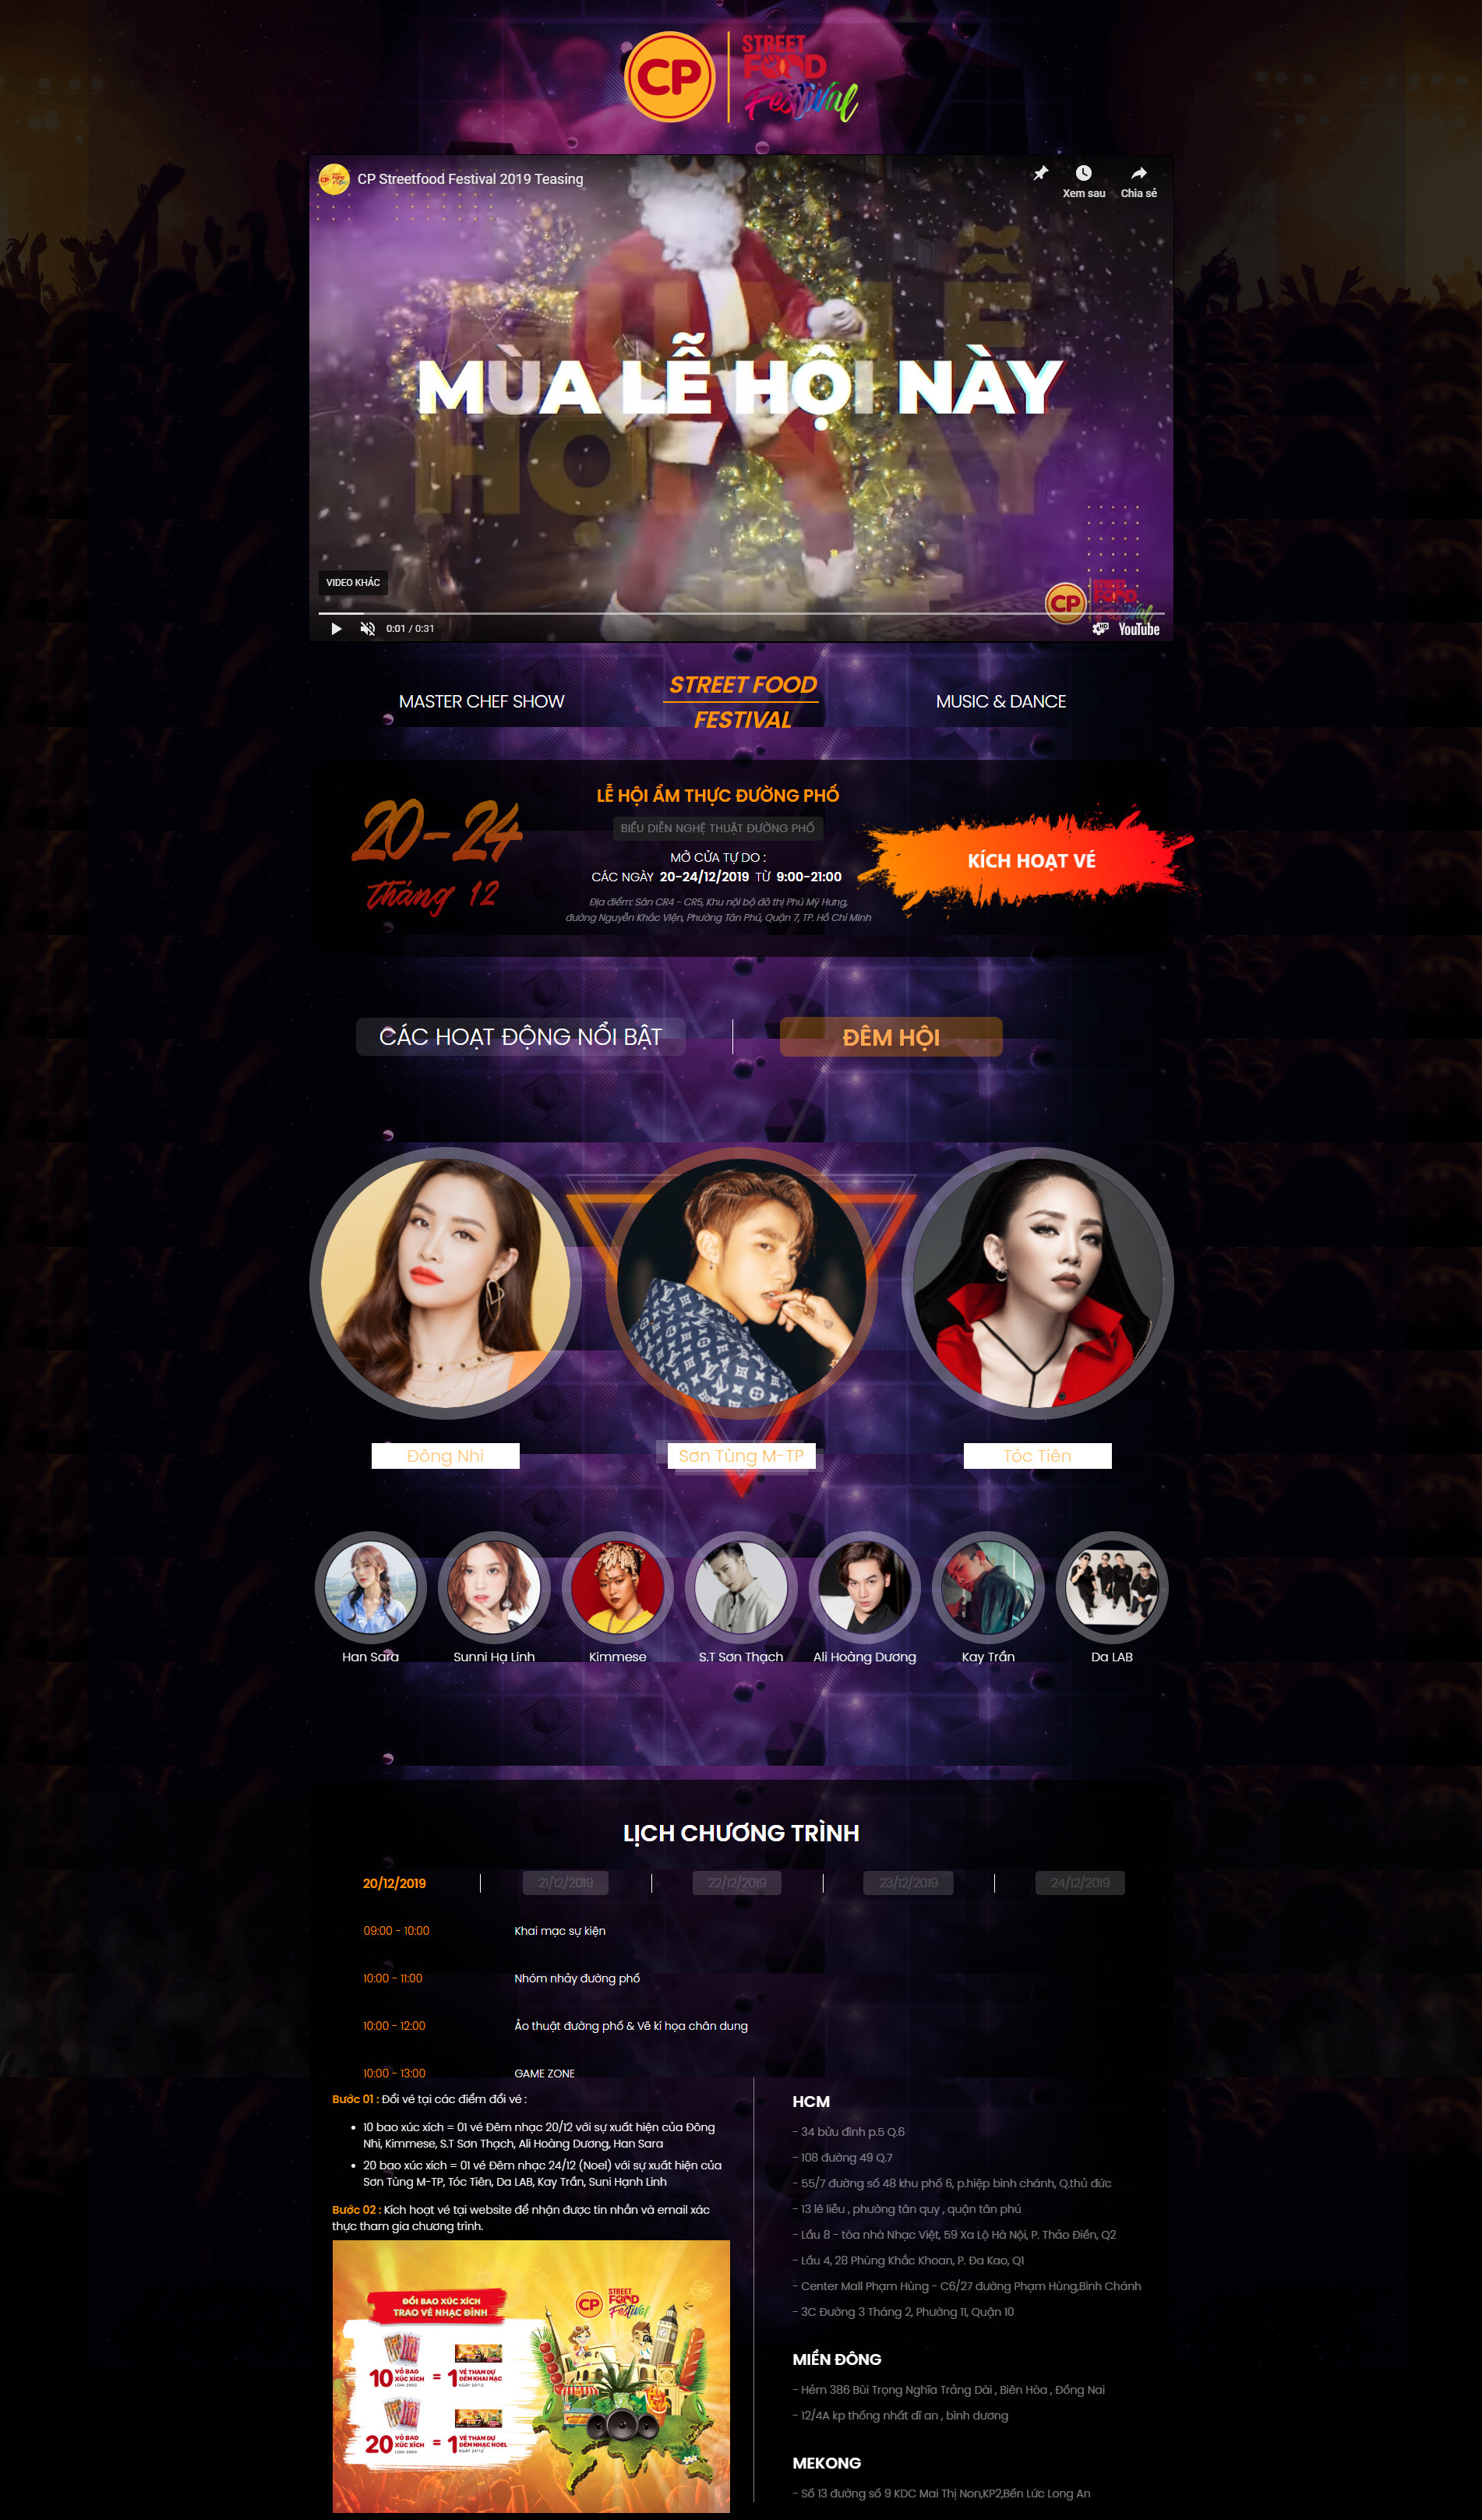 CP
STREET
FOOD
Festival
CP Streetfood Festival 2019 Teasing
Xem sau
Chia sẻ
MÙA LỄ HỘI NÀY
VIDEO KHÁC
CP
0:01 / 0:31
YouTube
MASTER CHEF SHOW
STREET FOOD
FESTIVAL
MUSIC & DANCE
20-24
tháng 12
LỄ HỘI ẨM THỰC ĐƯỜNG PHỐ
BIỂU DIỄN NGHỆ THUẬT ĐƯỜNG PHỐ
MỞ CỬA TỰ DO :
CÁC NGÀY 20-24/12/2019 TỪ 9:00-21:00
Địa điểm: Sân CR4 - CR5, Khu nội bộ đô thị Phú Mỹ Hưng,
đường Nguyễn Khắc Viện, Phường Tân Phú, Quận 7, TP. Hồ Chí Minh
KÍCH HOẠT VÉ
CÁC HOẠT ĐỘNG NỔI BẬT
ĐÊM HỘI
Đông Nhi
Sơn Tùng M-TP
Tóc Tiên
Han Sara
Sunni Hạ Linh
Kimmese
S.T Sơn Thạch
Ali Hoàng Dương
Kay Trần
Da LAB
LỊCH CHƯƠNG TRÌNH
20/12/2019
21/12/2019
22/12/2019
23/12/2019
24/12/2019
09:00 - 10:00 Khai mạc sự kiện
10:00 - 11:00 Nhóm nhảy đường phố
10:00 - 12:00 Ảo thuật đường phố & Vẽ kí họa chân dung
10:00 - 13:00 GAME ZONE
Bước 01 : Đổi vé tại các điểm đổi vé :
• 10 bao xúc xích = 01 vé Đêm nhạc 20/12 với sự xuất hiện của Đông
Nhi, Kimmese, S.T Sơn Thạch, Ali Hoàng Dương, Han Sara
• 20 bao xúc xích = 01 vé Đêm nhạc 24/12 (Noel) với sự xuất hiện của
Sơn Tùng M-TP, Tóc Tiên, Da LAB, Kay Trần, Suni Hạnh Linh
Bước 02 : Kích hoạt vé tại website để nhận được tin nhắn và email xác
thực tham gia chương trình.
ĐỔI BAO XÚC XÍCH
TRAO VÉ NHẠC ĐỈNH
CP
STREET
FOOD
Festival
10 VỎ BAO XÚC XÍCH = 1 VÉ THAM DỰ ĐÊM KHAI MẠC
20 VỎ BAO XÚC XÍCH = 1 VÉ THAM DỰ ĐÊM NHẠC NOEL
HCM
- 34 bửu đình p.5 Q.6
- 108 đường 49 Q.7
- 55/7 đường số 48 khu phố 6, p.hiệp bình chánh, Q.thủ đức
- 13 lê liễu , phường tân quy , quận tân phú
- Lầu 8 - tòa nhà Nhạc Việt, 59 Xa Lộ Hà Nội, P. Thảo Điền, Q2
- Lầu 4, 28 Phùng Khắc Khoan, P. Đa Kao, Q1
- Center Mall Phạm Hùng - C6/27 đường Phạm Hùng,Bình Chánh
- 3C Đường 3 Tháng 2, Phường 11, Quận 10
MIỀN ĐÔNG
- Hẻm 386 Bùi Trọng Nghĩa Trảng Dài , Biên Hòa , Đồng Nai
- 12/4A kp thống nhất dĩ an , bình dương
MEKONG
- Số 13 đường số 9 KDC Mai Thị Non,KP2,Bến Lức Long An